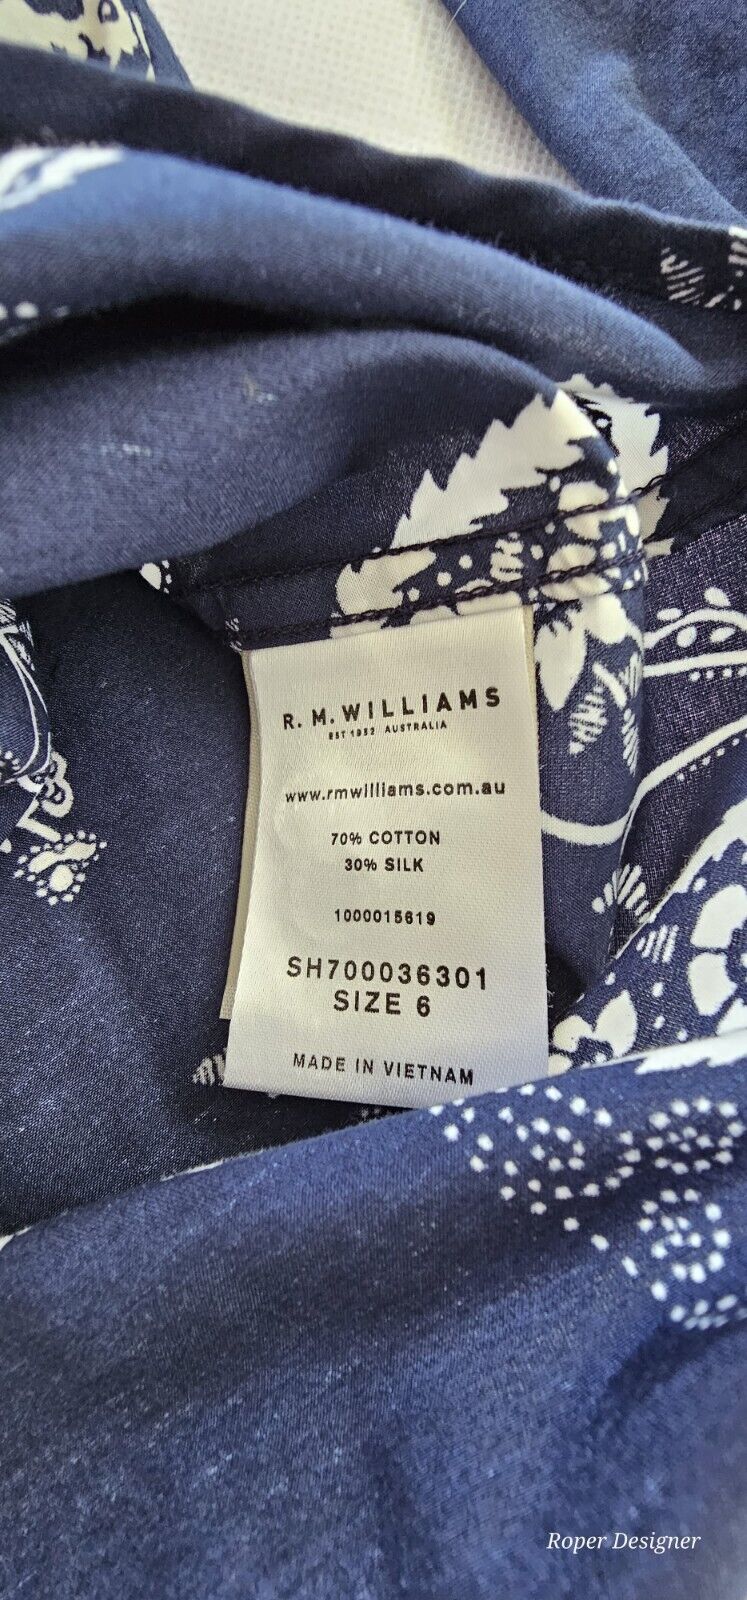 R. M. WILLIAMS
EST 1932 AUSTRALIA
www.rmwilliams.com.au
70% COTTON
30% SILK
1000015619
SH700036301
SIZE 6
MADE IN VIETNAM
Roper Designer